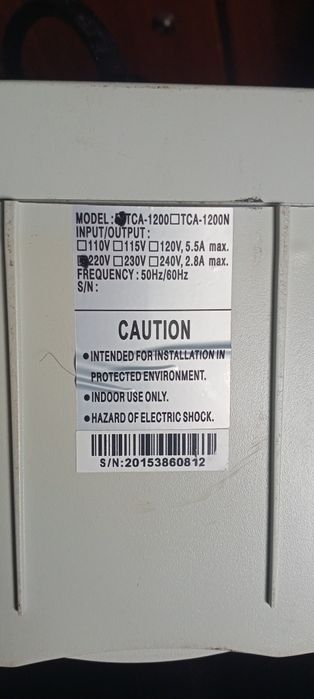 MODEL: ■TCA-1200□TCA-1200N
INPUT/OUTPUT :
□110V □115V □120V, 5.5A max.
■220V □230V □240V, 2.8A max.
FREQUENCY : 50Hz/60Hz
S/N :
CAUTION
●INTENDED FOR INSTALLATION IN
PROTECTED ENVIRONMENT.
●INDOOR USE ONLY.
●HAZARD OF ELECTRIC SHOCK.
S/N:20153860812